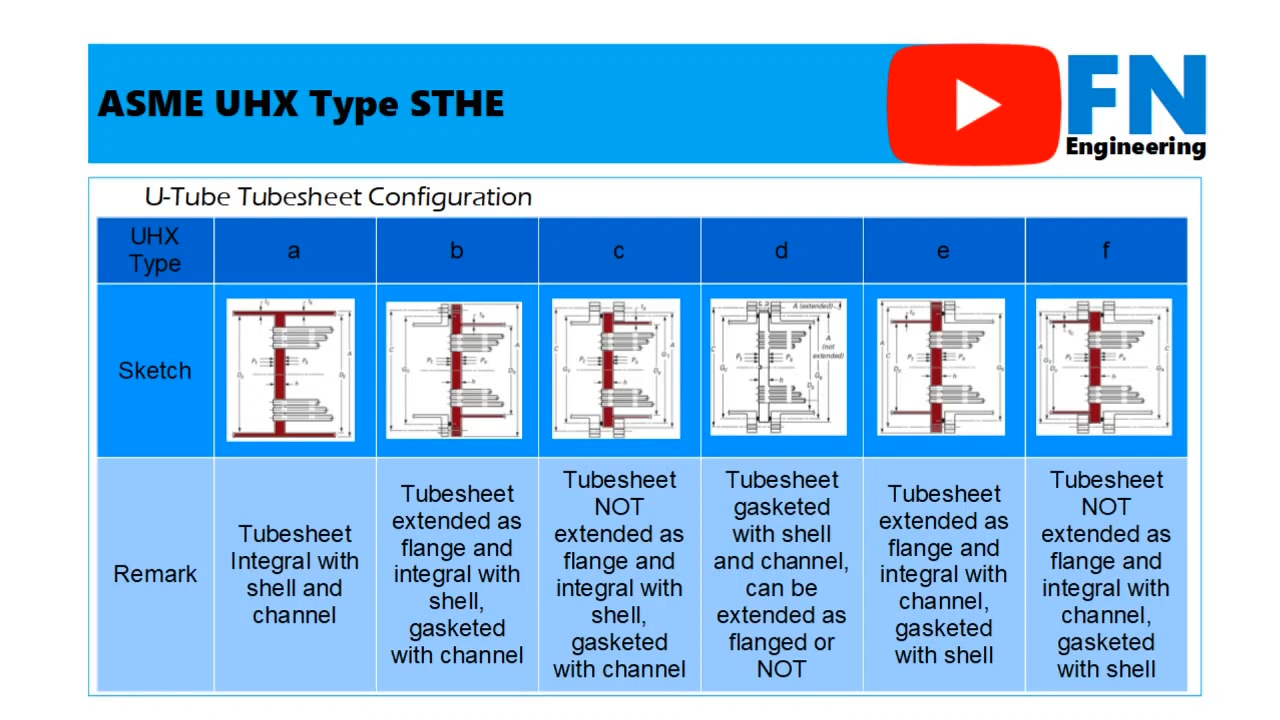 ASME UHX Type STHE
FN
Engineering
U-Tube Tubesheet Configuration
UHX
Type
a
b
c
d
e
f
Sketch
A (extended)
A
(not
extended)
Remark
Tubesheet
Integral with
shell and
channel
Tubesheet
extended as
flange and
integral with
shell,
gasketed
with channel
Tubesheet
NOT
extended as
flange and
integral with
shell,
gasketed
with channel
Tubesheet
gasketed
with shell
and channel,
can be
extended as
flanged or
NOT
Tubesheet
extended as
flange and
integral with
channel,
gasketed
with shell
Tubesheet
NOT
extended as
flange and
integral with
channel,
gasketed
with shell